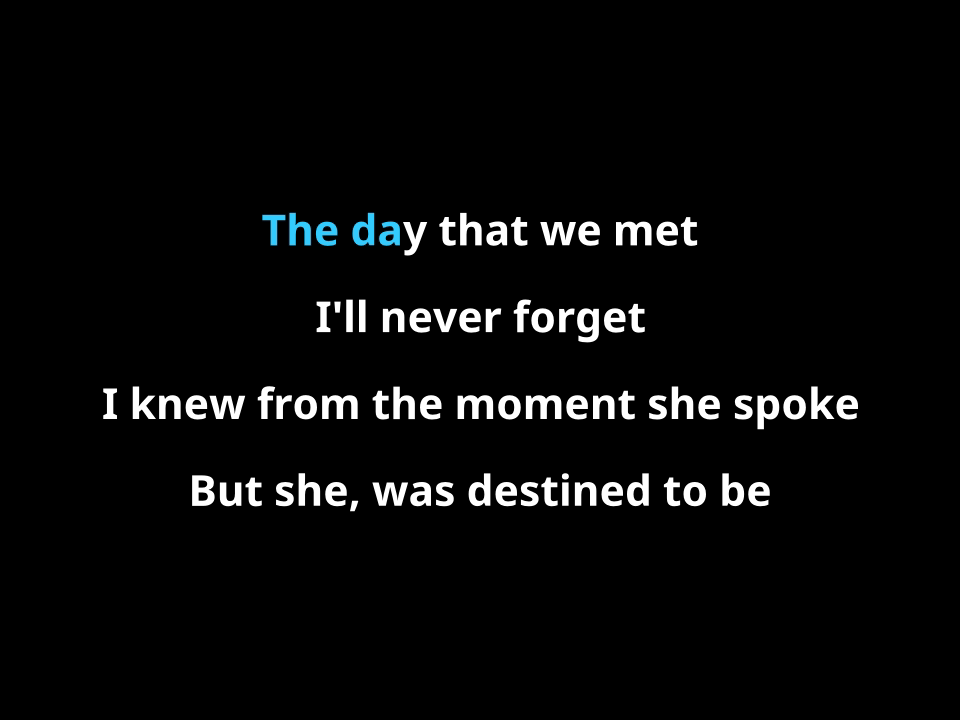 The day that we met
I'll never forget
I knew from the moment she spoke
But she, was destined to be